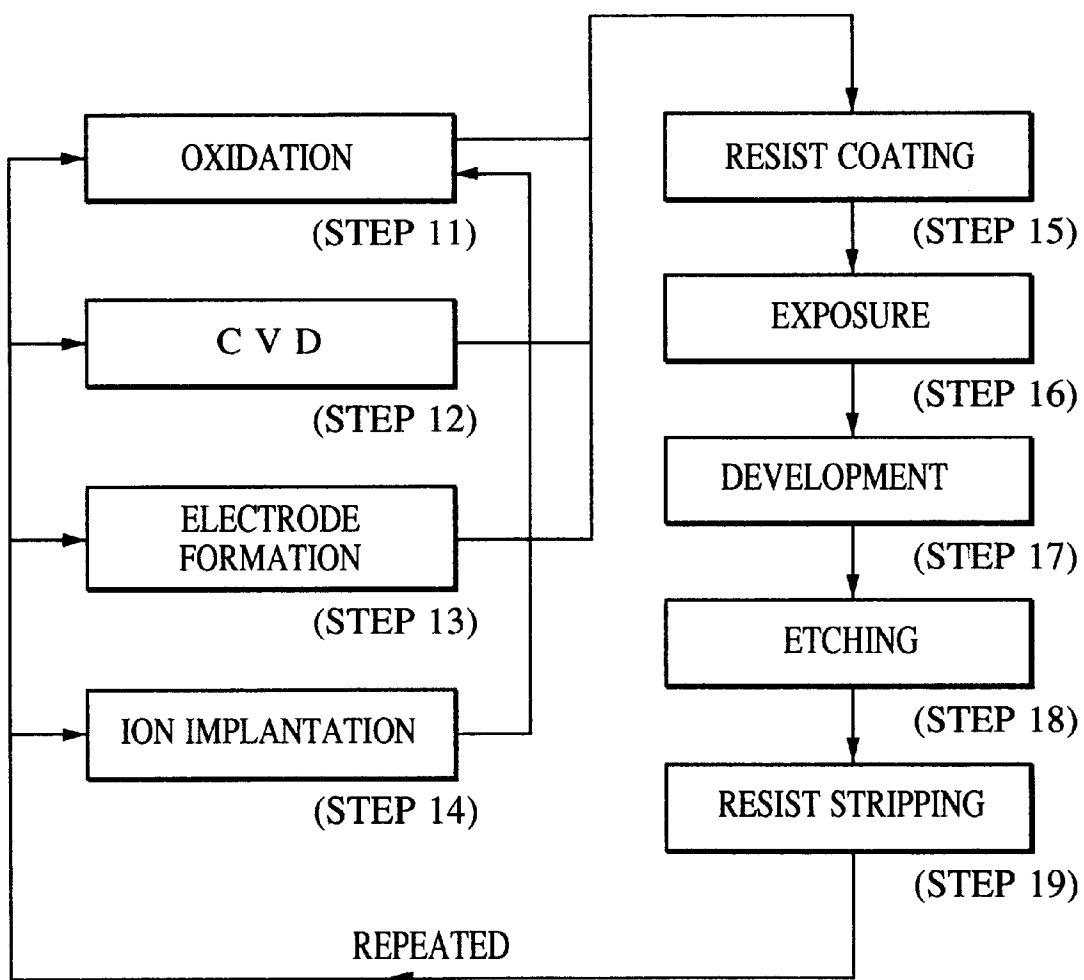 OXIDATION
(STEP 11)
C V D
(STEP 12)
ELECTRODE
FORMATION
(STEP 13)
ION IMPLANTATION
(STEP 14)
RESIST COATING
(STEP 15)
EXPOSURE
(STEP 16)
DEVELOPMENT
(STEP 17)
ETCHING
(STEP 18)
RESIST STRIPPING
(STEP 19)
REPEATED